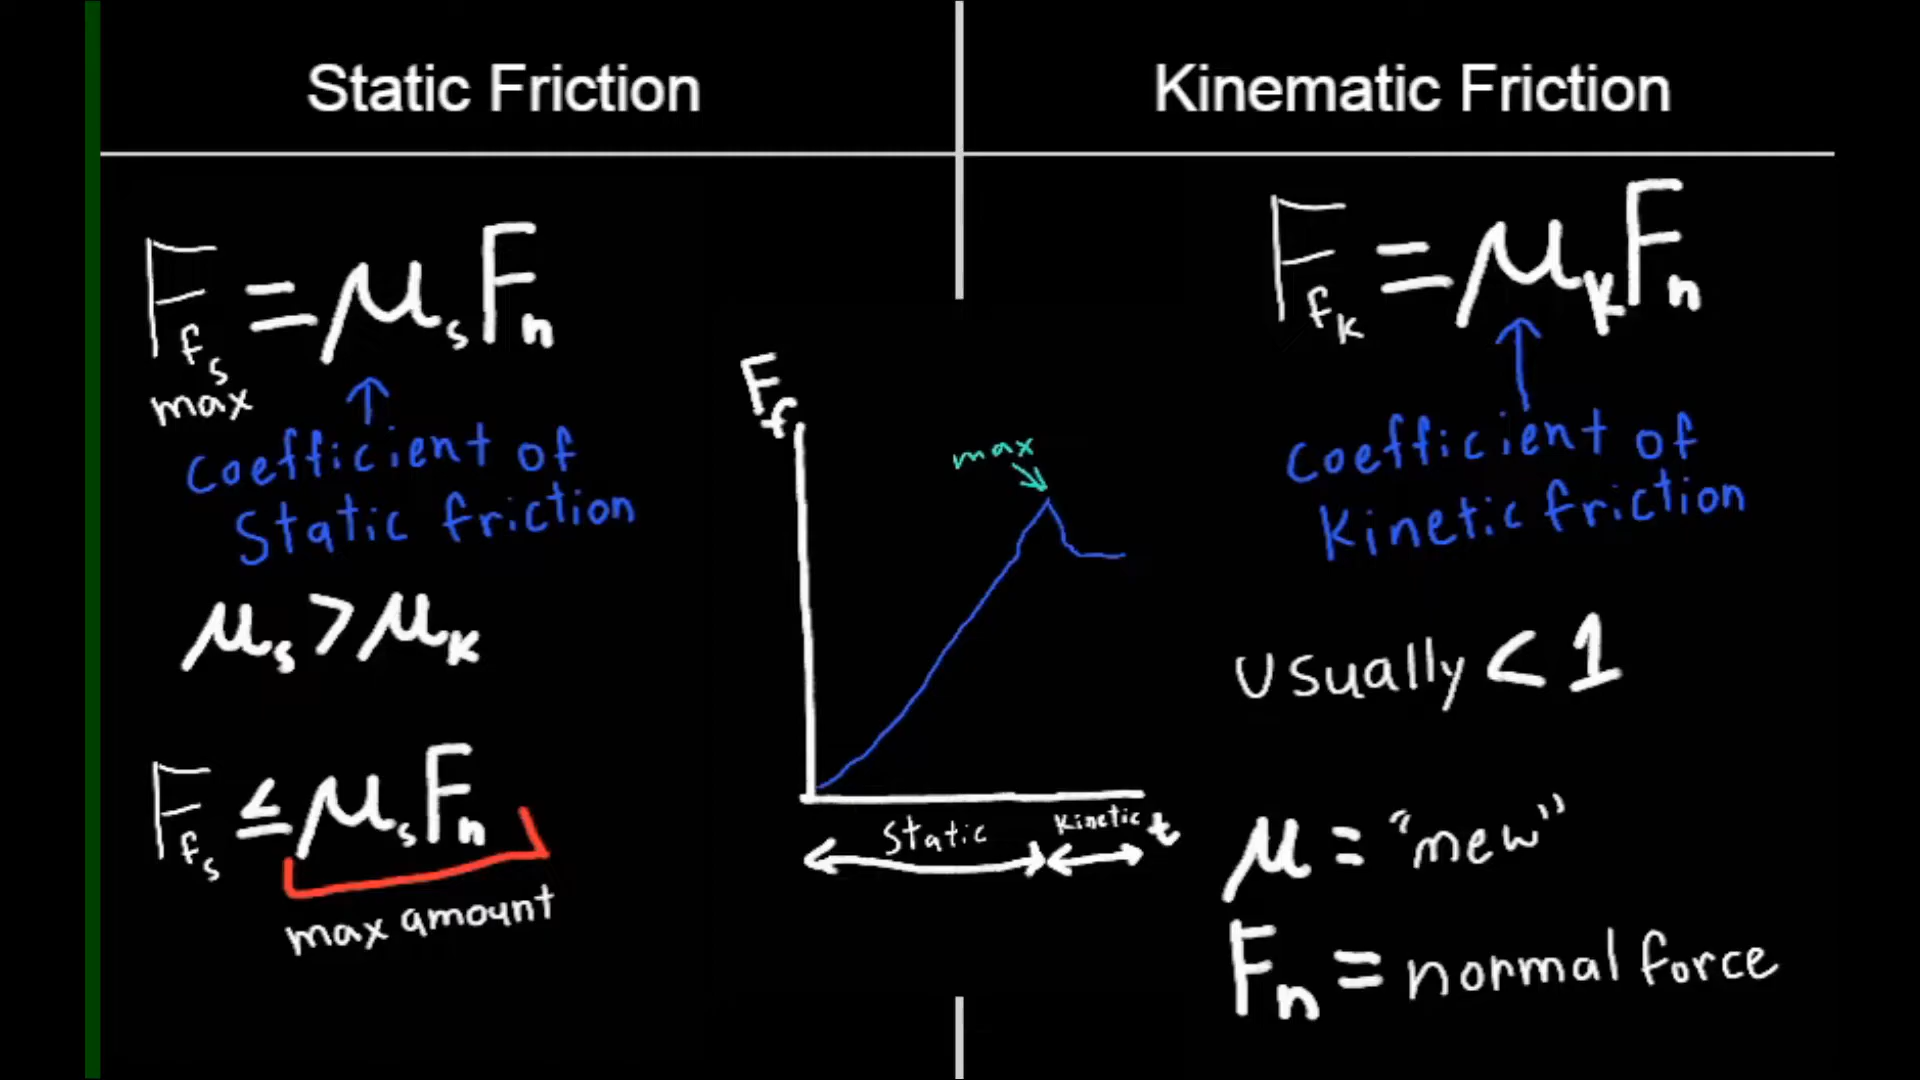 Static Friction
Kinematic Friction
F_fs max = μ_s F_n
Coefficient of
Static friction
μ_s > μ_k
F_fs ≤ μ_s F_n
max amount
F_f
max
Static
Kinetic
t
F_fk = μ_k F_n
Coefficient of
Kinetic friction
Usually < 1
μ = "mew"
F_n = normal force